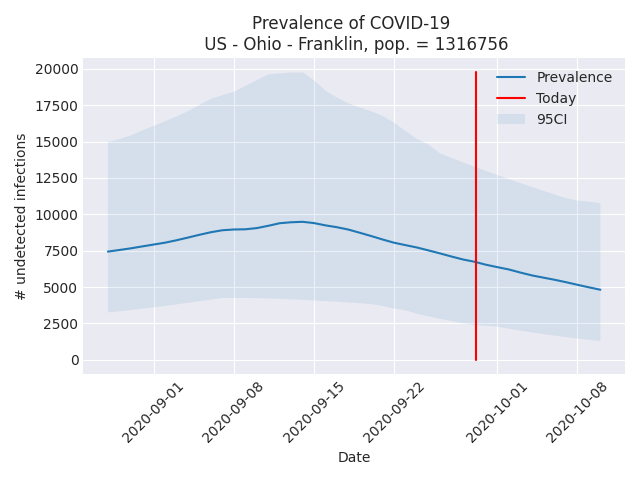 Prevalence of COVID-19
US - Ohio - Franklin, pop. = 1316756
# undetected infections
20000
17500
15000
12500
10000
7500
5000
2500
0
Prevalence
Today
95CI
2020-09-01
2020-09-08
2020-09-15
2020-09-22
2020-10-01
2020-10-08
Date